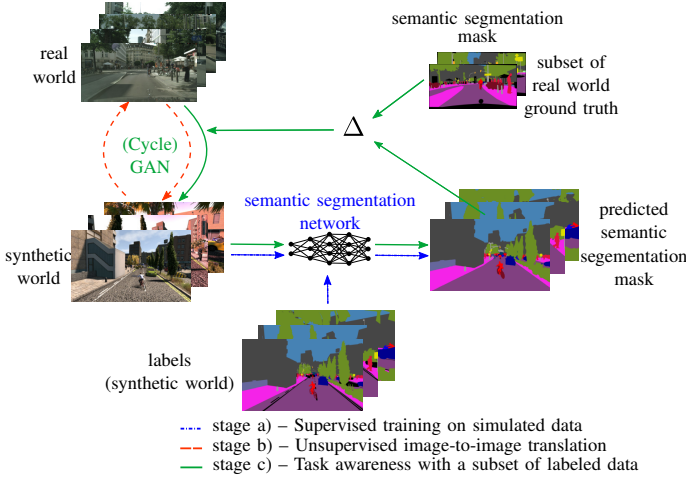 real
world
semantic segmentation
mask
subset of
real world
ground truth
Δ
(Cycle)
GAN
semantic segmentation
network
synthetic
world
predicted
semantic
segementation
mask
labels
(synthetic world)
stage a) – Supervised training on simulated data
stage b) – Unsupervised image-to-image translation
stage c) – Task awareness with a subset of labeled data